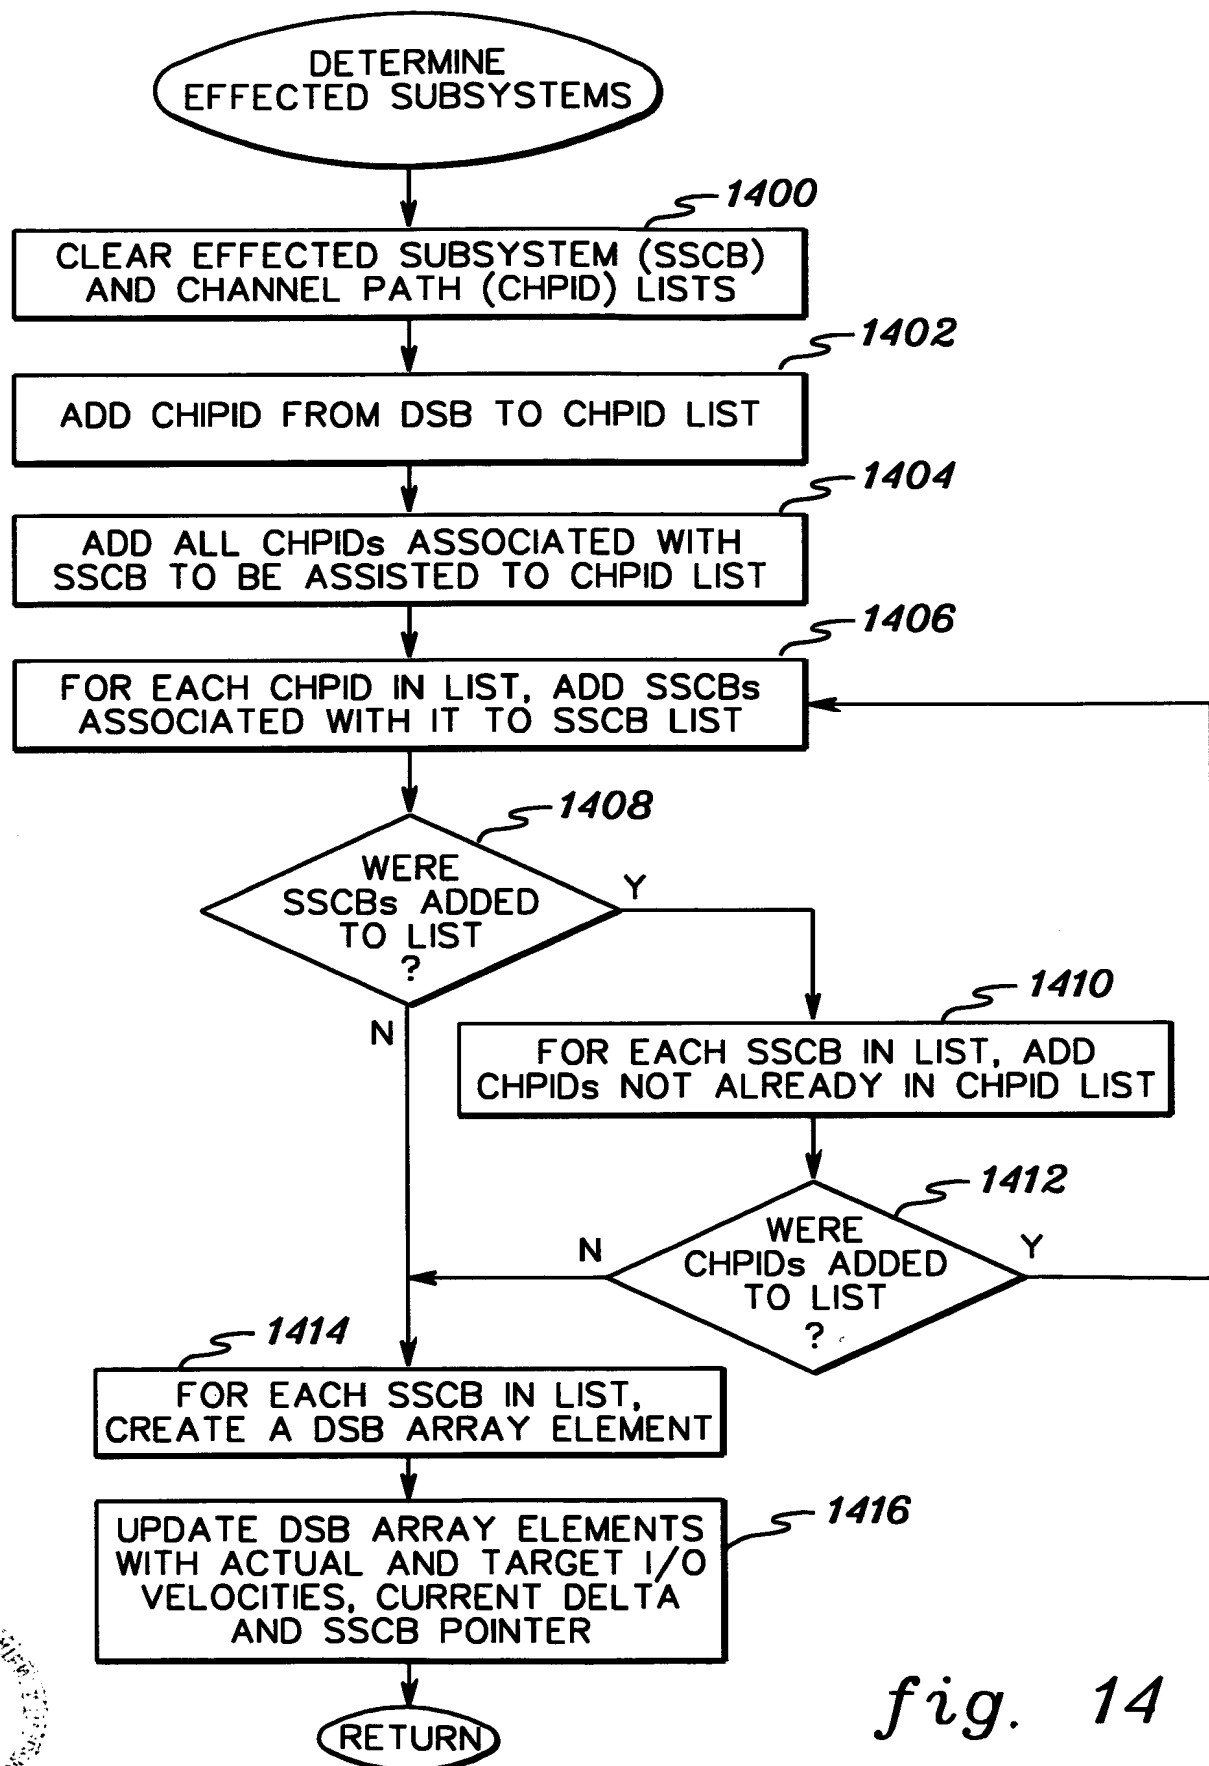 DETERMINE
EFFECTED SUBSYSTEMS
1400
CLEAR EFFECTED SUBSYSTEM (SSCB)
AND CHANNEL PATH (CHPID) LISTS
1402
ADD CHIPID FROM DSB TO CHPID LIST
1404
ADD ALL CHPIDs ASSOCIATED WITH
SSCB TO BE ASSISTED TO CHPID LIST
1406
FOR EACH CHPID IN LIST, ADD SSCBs
ASSOCIATED WITH IT TO SSCB LIST
1408
WERE
SSCBs ADDED
TO LIST
?
Y
N
1410
FOR EACH SSCB IN LIST, ADD
CHPIDs NOT ALREADY IN CHPID LIST
1412
WERE
CHPIDs ADDED
TO LIST
?
N
Y
1414
FOR EACH SSCB IN LIST,
CREATE A DSB ARRAY ELEMENT
1416
UPDATE DSB ARRAY ELEMENTS
WITH ACTUAL AND TARGET I/O
VELOCITIES, CURRENT DELTA
AND SSCB POINTER
RETURN
fig. 14